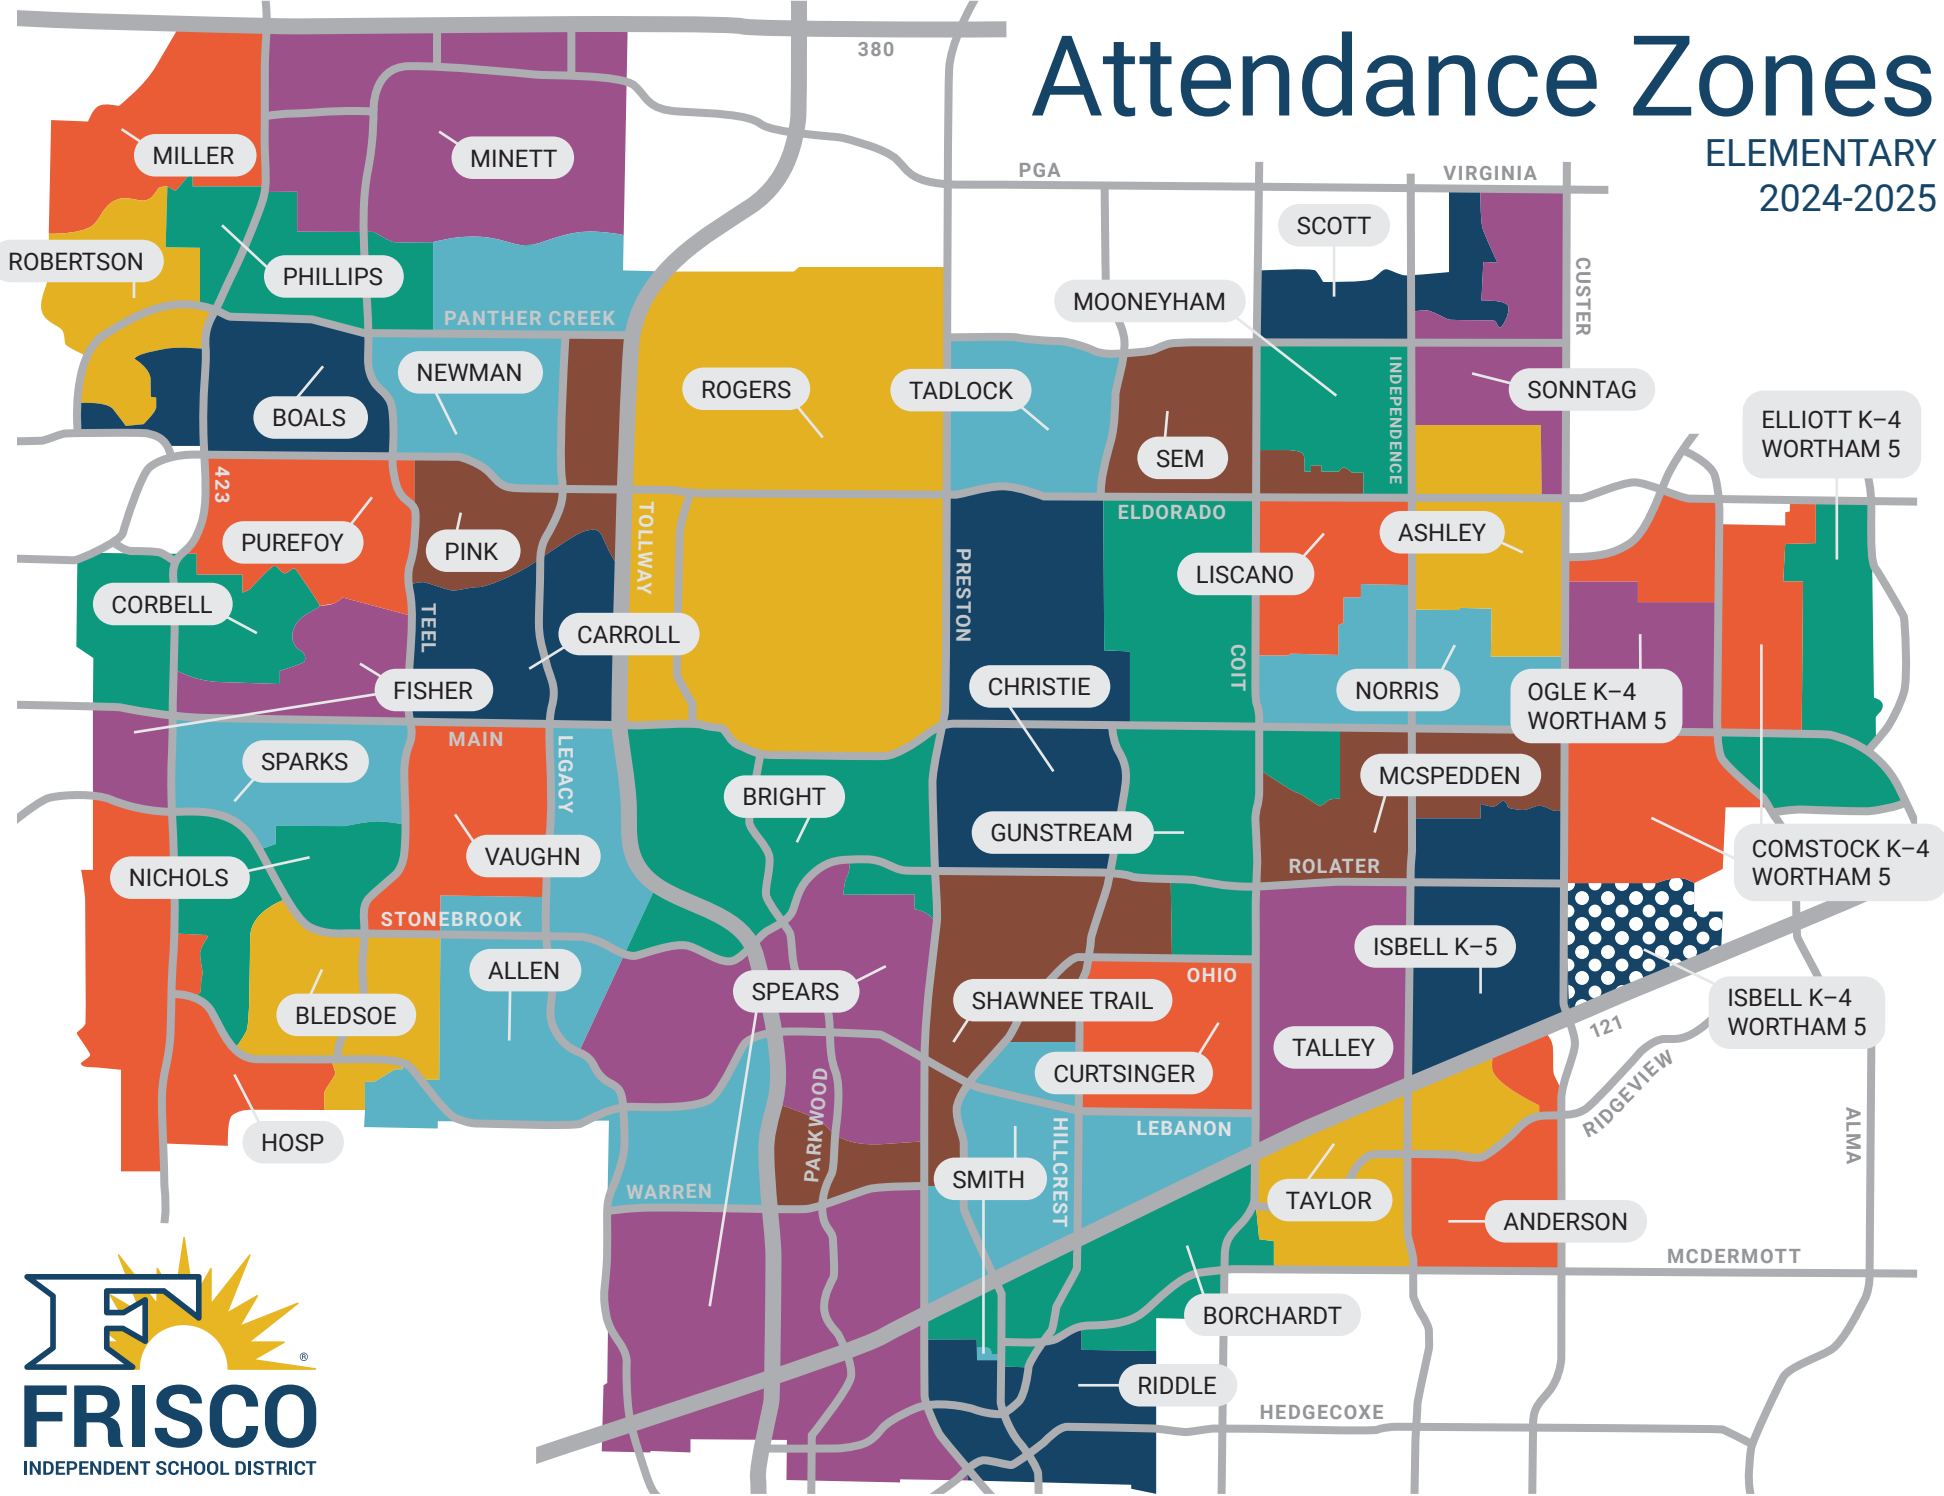 Attendance Zones
ELEMENTARY
2024-2025
380
MILLER
MINETT
PGA
VIRGINIA
SCOTT
ROBERTSON
PHILLIPS
MOONEYHAM
CUSTER
PANTHER CREEK
NEWMAN
ROGERS
TADLOCK
INDEPENDENCE
SONNTAG
BOALS
SEM
ELLIOTT K–4
WORTHAM 5
423
TOLLWAY
ELDORADO
PUREFOY
PINK
PRESTON
LISCANO
ASHLEY
CORBELL
TEEL
CARROLL
COIT
FISHER
CHRISTIE
NORRIS
OGLE K–4
WORTHAM 5
MAIN
LEGACY
SPARKS
BRIGHT
MCSPEDDEN
GUNSTREAM
VAUGHN
ROLATER
COMSTOCK K–4
WORTHAM 5
NICHOLS
STONEBROOK
ALLEN
ISBELL K–5
SPEARS
OHIO
SHAWNEE TRAIL
BLEDSOE
ISBELL K–4
WORTHAM 5
121
TALLEY
CURTSINGER
RIDGEVIEW
PARKWOOD
HILLCREST
LEBANON
ALMA
HOSP
SMITH
WARREN
TAYLOR
ANDERSON
MCDERMOTT
BORCHARDT
RIDDLE
HEDGECOXE
F
®
FRISCO
INDEPENDENT SCHOOL DISTRICT